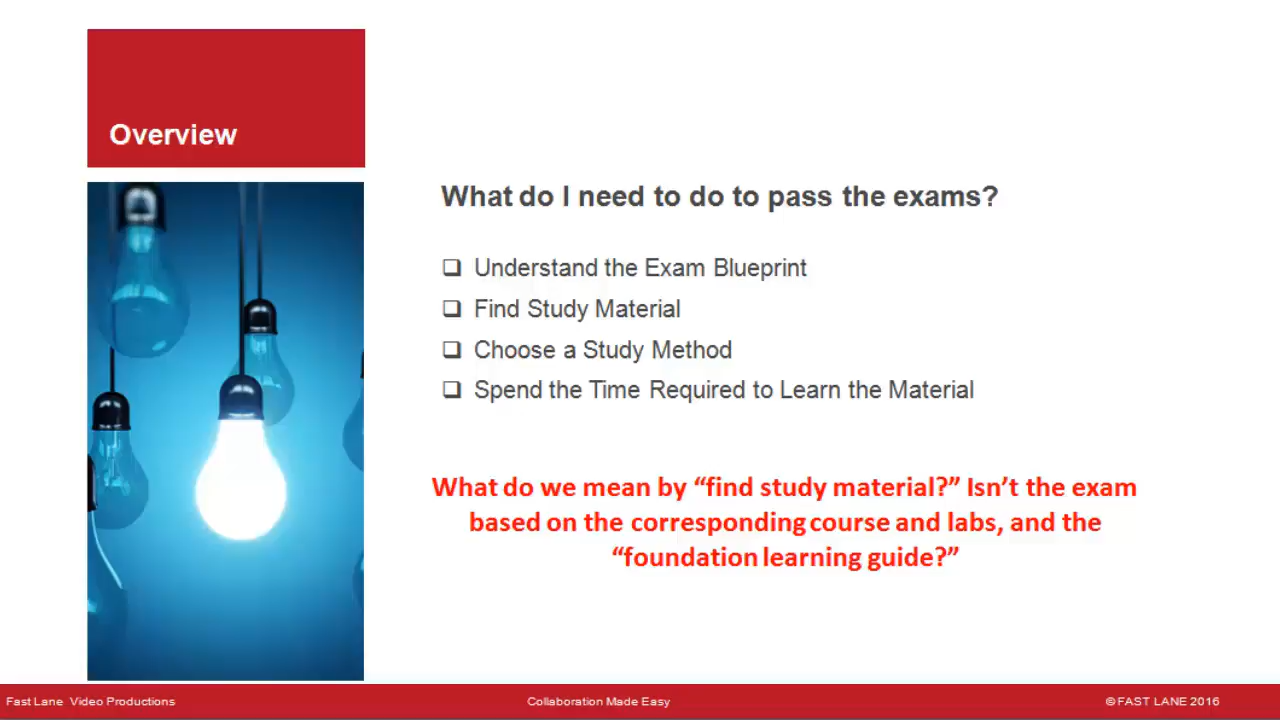 Overview
What do I need to do to pass the exams?
❑ Understand the Exam Blueprint
❑ Find Study Material
❑ Choose a Study Method
❑ Spend the Time Required to Learn the Material
What do we mean by “find study material?” Isn’t the exam
based on the corresponding course and labs, and the
“foundation learning guide?”
Fast Lane Video Productions
Collaboration Made Easy
© FAST LANE 2016